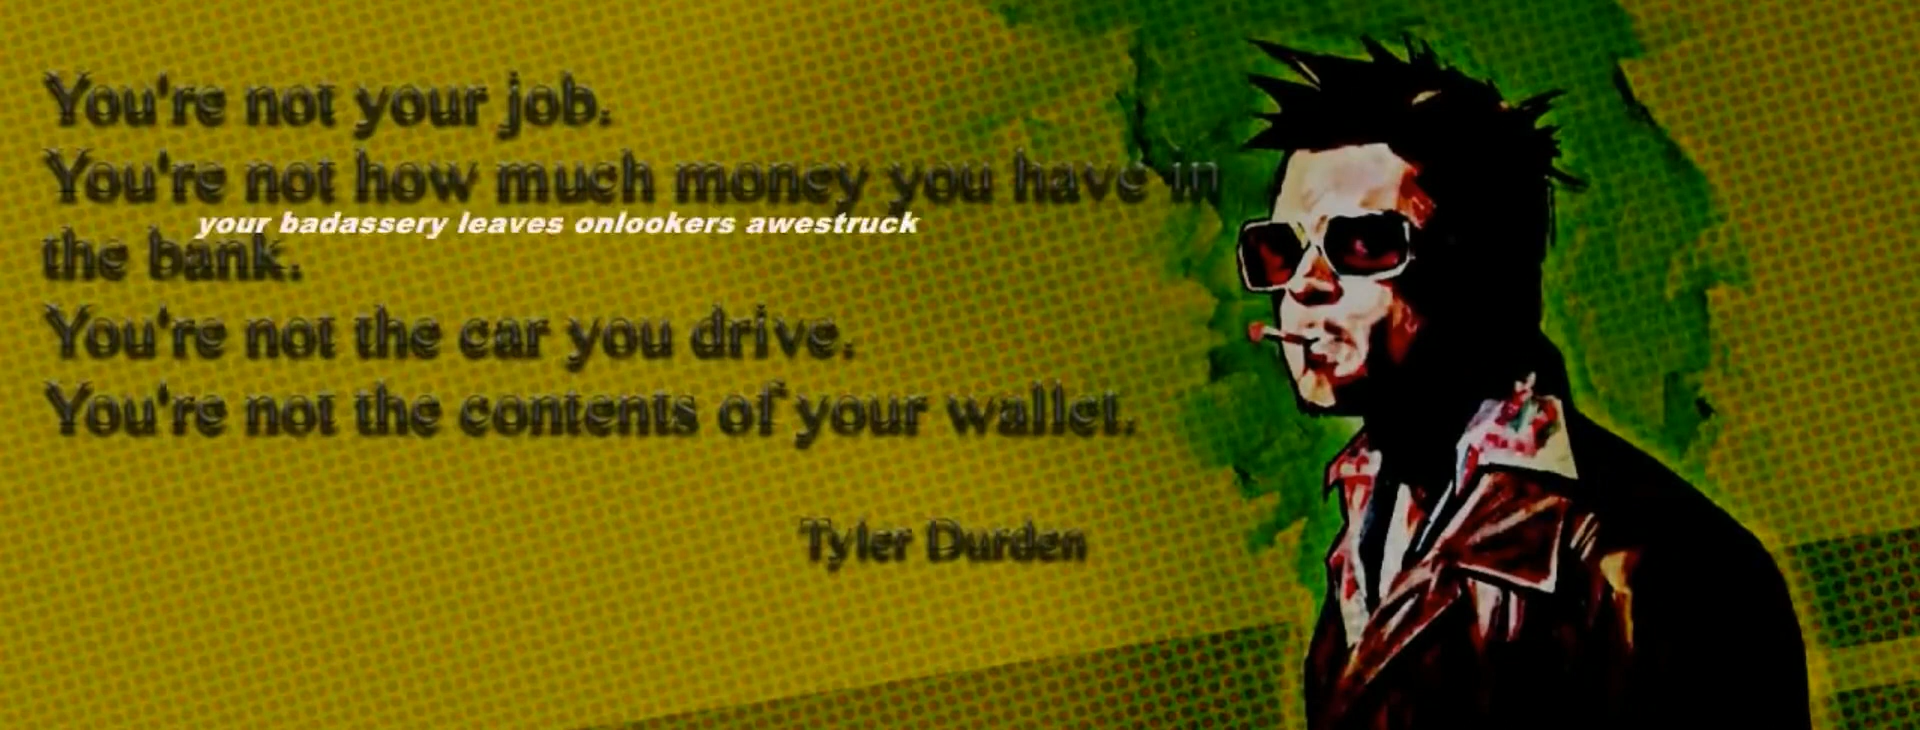 You're not your job.
You're not how much money you have in
your badassery leaves onlookers awestruck
the bank.
You're not the car you drive.
You're not the contents of your wallet.
Tyler Durden